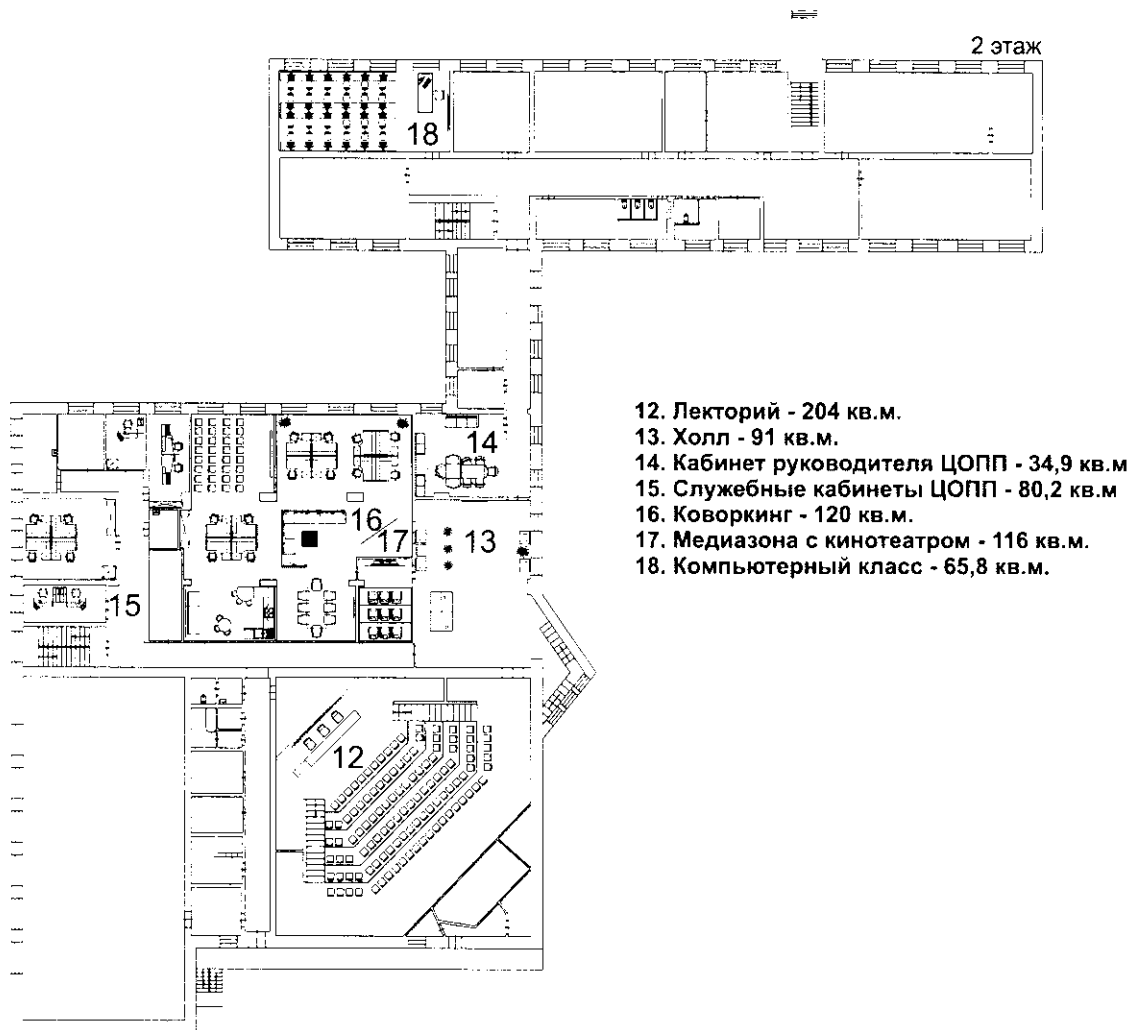 2 этаж
18
12. Лекторий - 204 кв.м.
13. Холл - 91 кв.м.
14. Кабинет руководителя ЦОПП - 34,9 кв.м
15. Служебные кабинеты ЦОПП - 80,2 кв.м
16. Коворкинг - 120 кв.м.
17. Медиазона с кинотеатром - 116 кв.м.
18. Компьютерный класс - 65,8 кв.м.
14
16
17
13
15
12